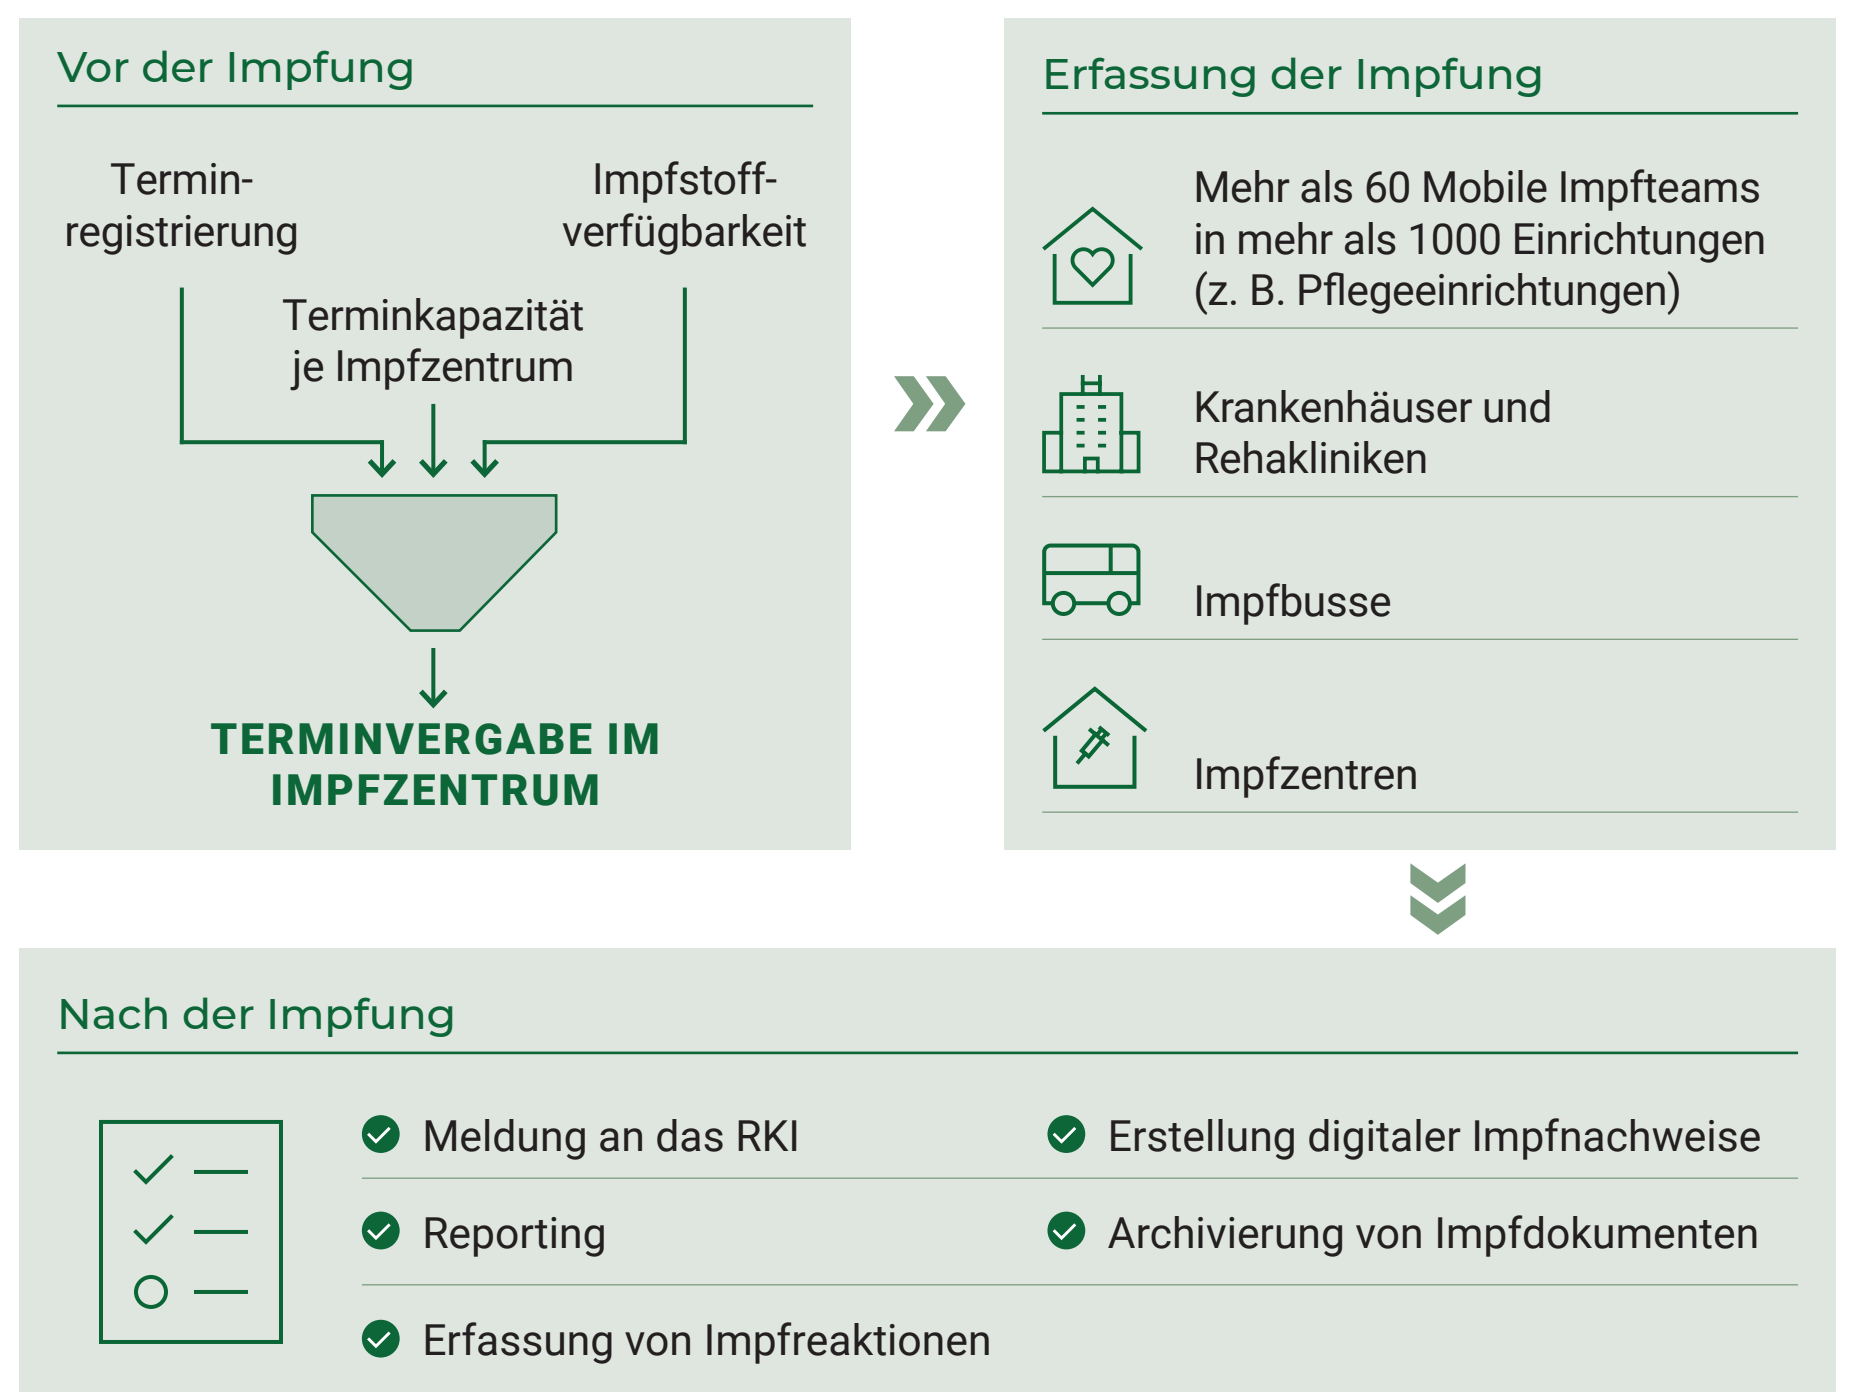 Vor der Impfung
Termin-
registrierung
Impfstoff-
verfügbarkeit
Terminkapazität
je Impfzentrum
TERMINVERGABE IM
IMPFZENTRUM
Erfassung der Impfung
Mehr als 60 Mobile Impfteams
in mehr als 1000 Einrichtungen
(z. B. Pflegeeinrichtungen)
Krankenhäuser und
Rehakliniken
Impfbusse
Impfzentren
Nach der Impfung
Meldung an das RKI
Erstellung digitaler Impfnachweise
Reporting
Archivierung von Impfdokumenten
Erfassung von Impfreaktionen